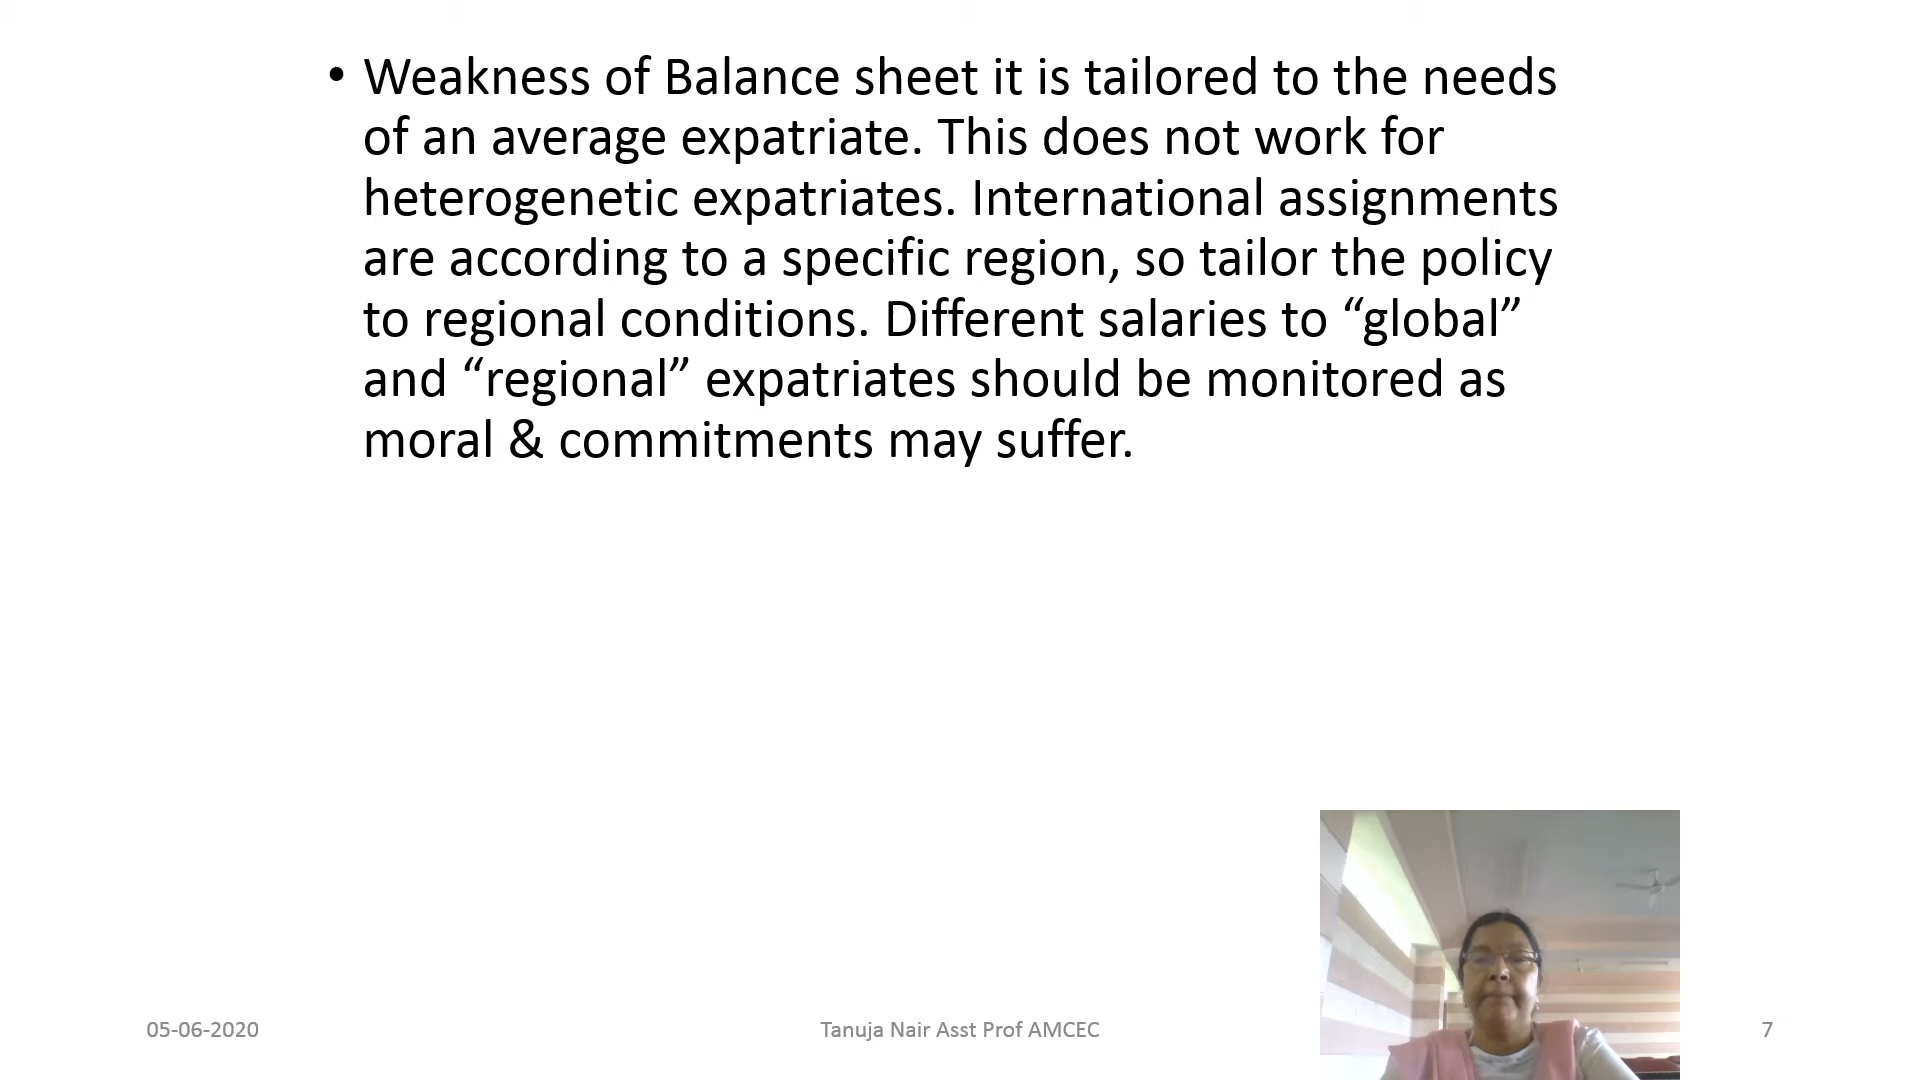 • Weakness of Balance sheet it is tailored to the needs
of an average expatriate. This does not work for
heterogenetic expatriates. International assignments
are according to a specific region, so tailor the policy
to regional conditions. Different salaries to “global”
and “regional” expatriates should be monitored as
moral & commitments may suffer.
05-06-2020
Tanuja Nair Asst Prof AMCEC
7